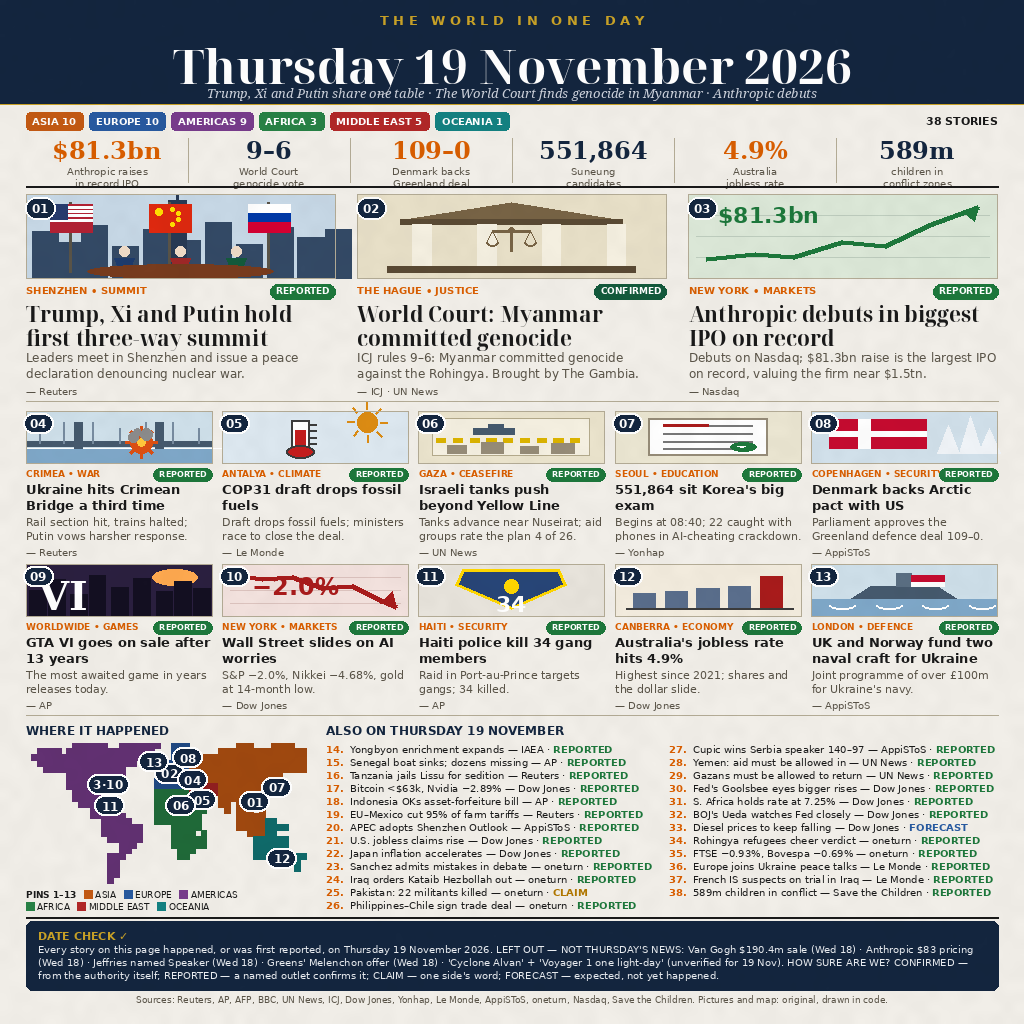 THE WORLD IN ONE DAY
Thursday 19 November 2026
Trump, Xi and Putin share one table · The World Court finds genocide in Myanmar · Anthropic debuts
ASIA 10 EUROPE 10 AMERICAS 9 AFRICA 3 MIDDLE EAST 5 OCEANIA 1
38 STORIES
$81.3bn
Anthropic raises
in record IPO
9–6
World Court
genocide vote
109–0
Denmark backs
Greenland deal
551,864
Suneung
candidates
4.9%
Australia
jobless rate
589m
children in
conflict zones
01
SHENZHEN • SUMMIT REPORTED
Trump, Xi and Putin hold
first three-way summit
Leaders meet in Shenzhen and issue a peace
declaration denouncing nuclear war.
— Reuters
02
THE HAGUE • JUSTICE CONFIRMED
World Court: Myanmar
committed genocide
ICJ rules 9–6: Myanmar committed genocide
against the Rohingya. Brought by The Gambia.
— ICJ · UN News
03 $81.3bn
NEW YORK • MARKETS REPORTED
Anthropic debuts in biggest
IPO on record
Debuts on Nasdaq; $81.3bn raise is the largest IPO
on record, valuing the firm near $1.5tn.
— Nasdaq
04
CRIMEA • WAR REPORTED
Ukraine hits Crimean
Bridge a third time
Rail section hit, trains halted;
Putin vows harsher response.
— Reuters
05
ANTALYA • CLIMATE REPORTED
COP31 draft drops fossil
fuels
Draft drops fossil fuels; ministers
race to close the deal.
— Le Monde
06
GAZA • CEASEFIRE REPORTED
Israeli tanks push
beyond Yellow Line
Tanks advance near Nuseirat; aid
groups rate the plan 4 of 26.
— UN News
07
SEOUL • EDUCATION REPORTED
551,864 sit Korea's big
exam
Begins at 08:40; 22 caught with
phones in AI-cheating crackdown.
— Yonhap
08
COPENHAGEN • SECURITY REPORTED
Denmark backs Arctic
pact with US
Parliament approves the
Greenland defence deal 109–0.
— AppiSToS
09 VI
WORLDWIDE • GAMES REPORTED
GTA VI goes on sale after
13 years
The most awaited game in years
releases today.
— AP
10 −2.0%
NEW YORK • MARKETS REPORTED
Wall Street slides on AI
worries
S&P −2.0%, Nikkei −4.68%, gold
at 14-month low.
— Dow Jones
11 34
HAITI • SECURITY REPORTED
Haiti police kill 34 gang
members
Raid in Port-au-Prince targets
gangs; 34 killed.
— AP
12
CANBERRA • ECONOMY REPORTED
Australia's jobless rate
hits 4.9%
Highest since 2021; shares and
the dollar slide.
— Dow Jones
13
LONDON • DEFENCE REPORTED
UK and Norway fund two
naval craft for Ukraine
Joint programme of over £100m
for Ukraine's navy.
— AppiSToS
WHERE IT HAPPENED
13 08 02 04 3·10 07 06 05 01 11 12
PINS 1–13 ASIA EUROPE AMERICAS
AFRICA MIDDLE EAST OCEANIA
ALSO ON THURSDAY 19 NOVEMBER
14. Yongbyon enrichment expands — IAEA · REPORTED
15. Senegal boat sinks; dozens missing — AP · REPORTED
16. Tanzania jails Lissu for sedition — Reuters · REPORTED
17. Bitcoin <$63k, Nvidia −2.89% — Dow Jones · REPORTED
18. Indonesia OKs asset-forfeiture bill — AP · REPORTED
19. EU–Mexico cut 95% of farm tariffs — Reuters · REPORTED
20. APEC adopts Shenzhen Outlook — AppiSToS · REPORTED
21. U.S. jobless claims rise — Dow Jones · REPORTED
22. Japan inflation accelerates — Dow Jones · REPORTED
23. Sanchez admits mistakes in debate — oneturn · REPORTED
24. Iraq orders Kataib Hezbollah out — oneturn · REPORTED
25. Pakistan: 22 militants killed — oneturn · CLAIM
26. Philippines–Chile sign trade deal — oneturn · REPORTED
27. Cupic wins Serbia speaker 140–97 — AppiSToS · REPORTED
28. Yemen: aid must be allowed in — UN News · REPORTED
29. Gazans must be allowed to return — UN News · REPORTED
30. Fed's Goolsbee eyes bigger rises — Dow Jones · REPORTED
31. S. Africa holds rate at 7.25% — Dow Jones · REPORTED
32. BOJ's Ueda watches Fed closely — Dow Jones · REPORTED
33. Diesel prices to keep falling — Dow Jones · FORECAST
34. Rohingya refugees cheer verdict — oneturn · REPORTED
35. FTSE −0.93%, Bovespa −0.69% — oneturn · REPORTED
36. Europe joins Ukraine peace talks — Le Monde · REPORTED
37. French IS suspects on trial in Iraq — Le Monde · REPORTED
38. 589m children in conflict — Save the Children · REPORTED
DATE CHECK ✓
Every story on this page happened, or was first reported, on Thursday 19 November 2026. LEFT OUT — NOT THURSDAY'S NEWS: Van Gogh $190.4m sale (Wed 18) · Anthropic $83 pricing
(Wed 18) · Jeffries named Speaker (Wed 18) · Greens' Melenchon offer (Wed 18) · 'Cyclone Alvan' + 'Voyager 1 one light-day' (unverified for 19 Nov). HOW SURE ARE WE? CONFIRMED —
from the authority itself; REPORTED — a named outlet confirms it; CLAIM — one side's word; FORECAST — expected, not yet happened.
Sources: Reuters, AP, AFP, BBC, UN News, ICJ, Dow Jones, Yonhap, Le Monde, AppiSToS, oneturn, Nasdaq, Save the Children. Pictures and map: original, drawn in code.